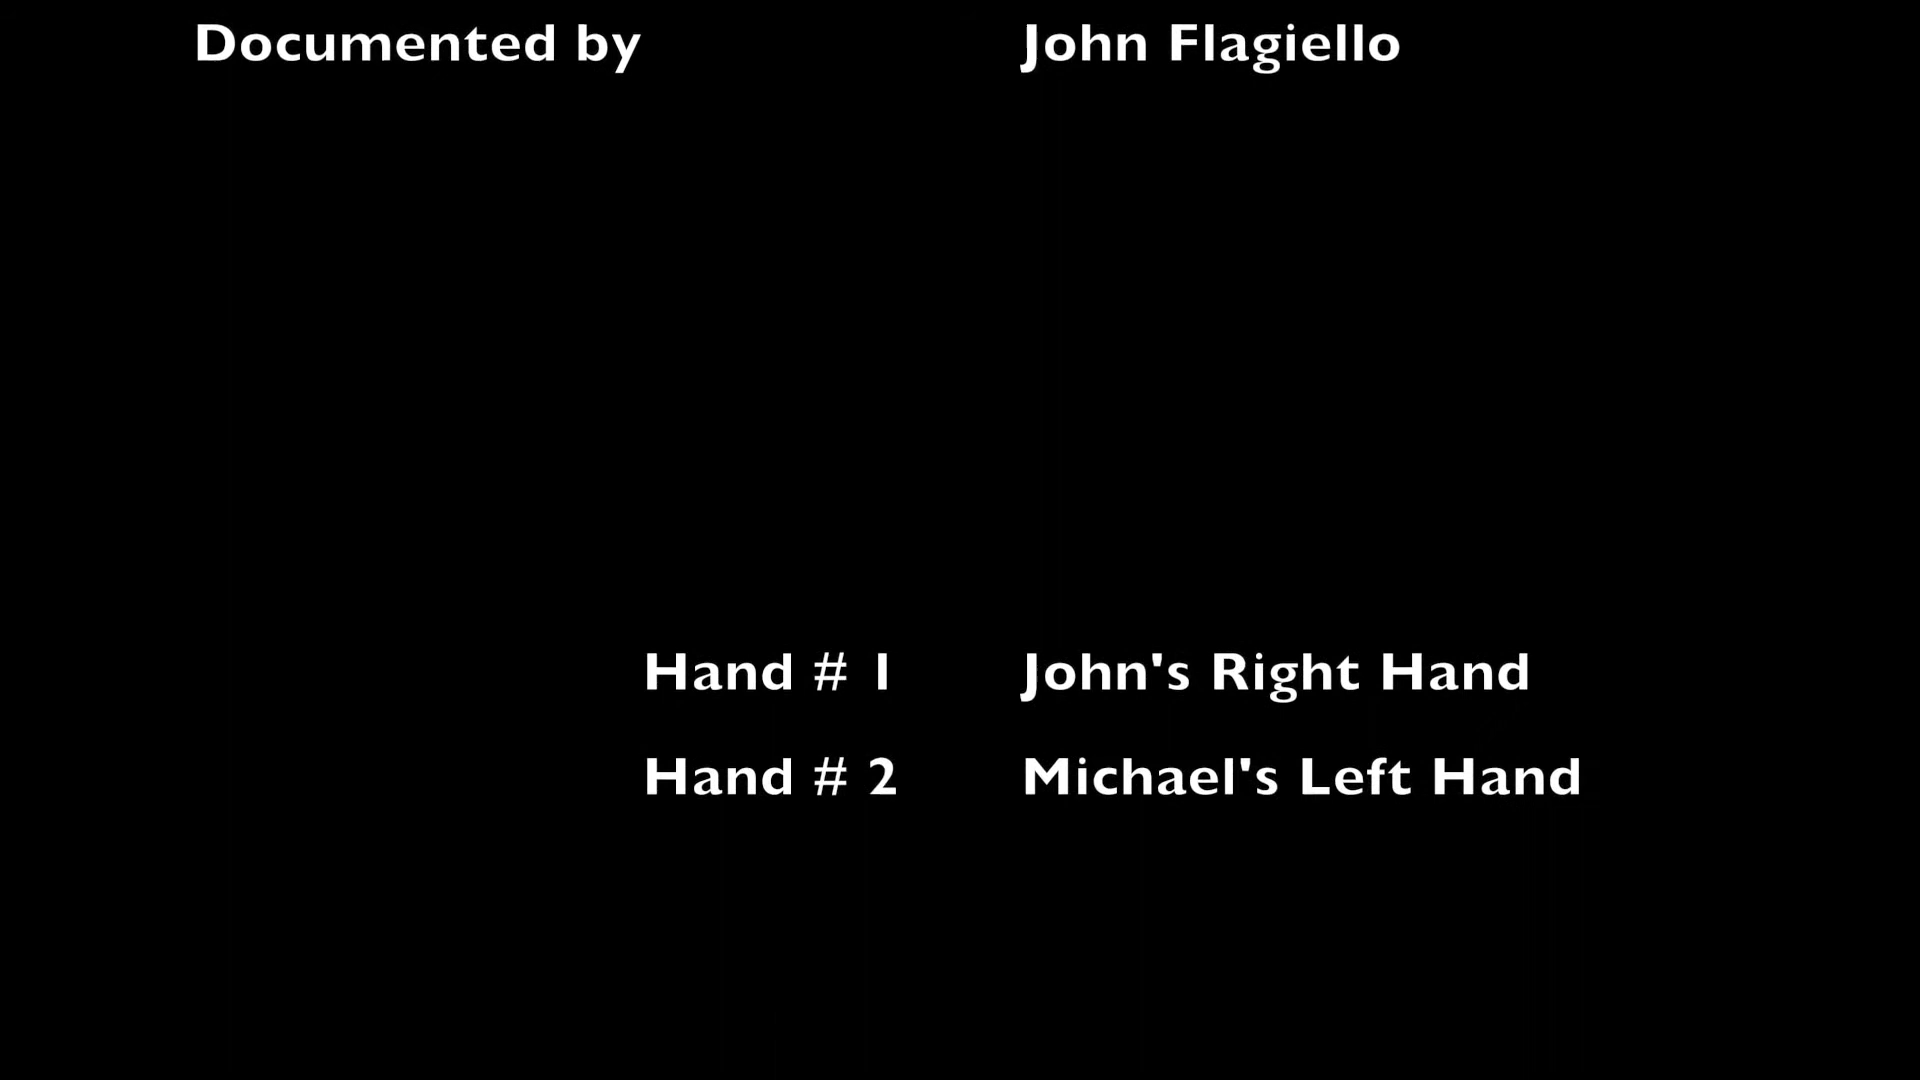 Documented by John Flagiello
Hand # 1 John's Right Hand
Hand # 2 Michael's Left Hand